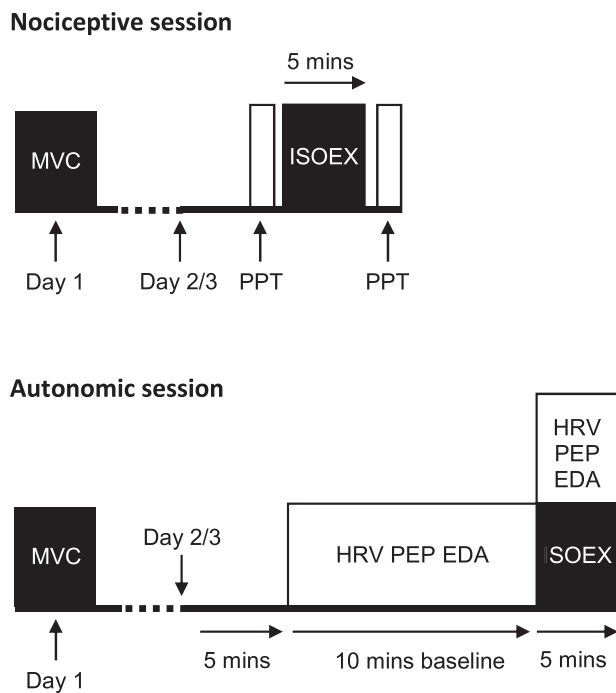 Nociceptive session
5 mins
MVC
ISOEX
Day 1
Day 2/3
PPT
PPT
Autonomic session
HRV
PEP
EDA
MVC
Day 2/3
HRV PEP EDA
ISOEX
Day 1
5 mins
10 mins baseline
5 mins